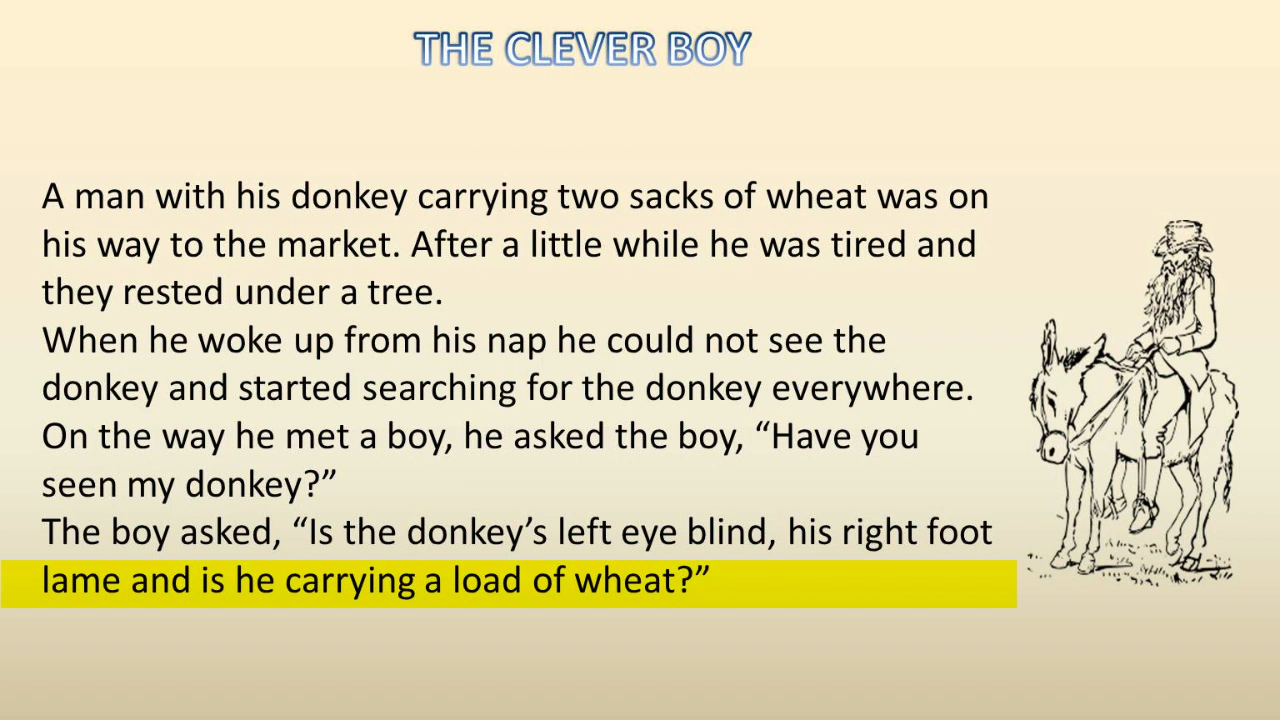 THE CLEVER BOY
A man with his donkey carrying two sacks of wheat was on
his way to the market. After a little while he was tired and
they rested under a tree.
When he woke up from his nap he could not see the
donkey and started searching for the donkey everywhere.
On the way he met a boy, he asked the boy, “Have you
seen my donkey?”
The boy asked, “Is the donkey’s left eye blind, his right foot
lame and is he carrying a load of wheat?”